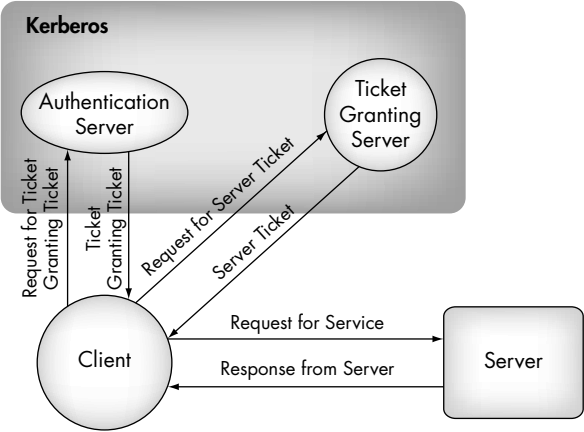 Kerberos
Authentication
Server
Ticket
Granting
Server
Request for Ticket
Granting Ticket
Ticket
Granting Ticket
Request for Server Ticket
Server Ticket
Client
Request for Service
Response from Server
Server